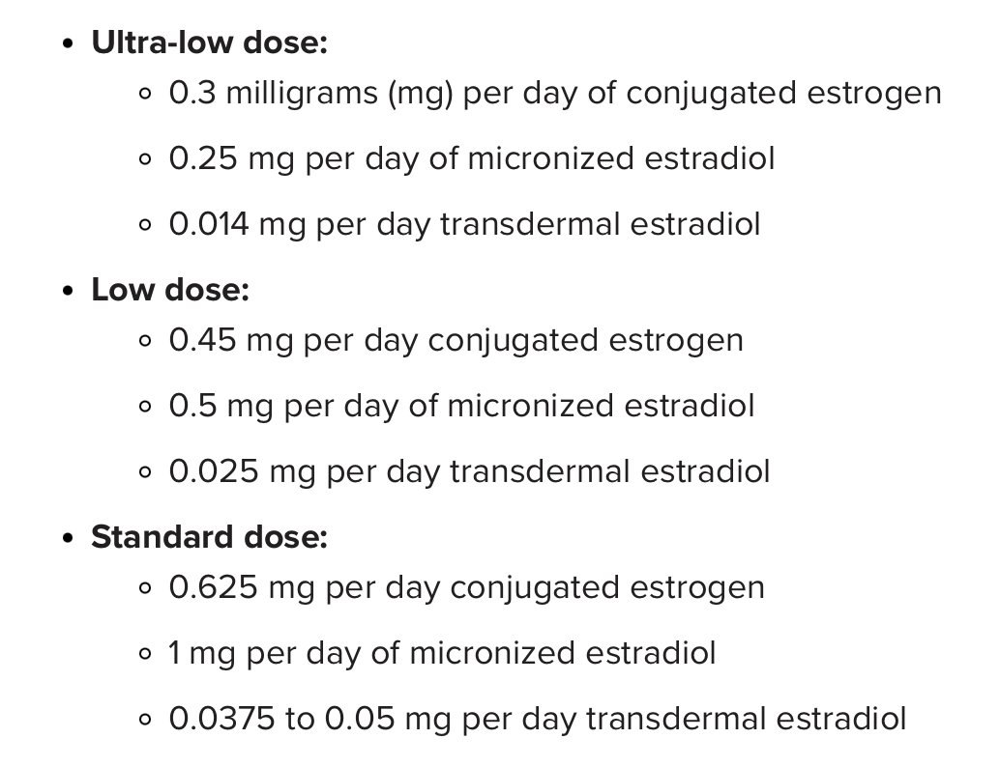 • Ultra-low dose:
◦ 0.3 milligrams (mg) per day of conjugated estrogen
◦ 0.25 mg per day of micronized estradiol
◦ 0.014 mg per day transdermal estradiol
• Low dose:
◦ 0.45 mg per day conjugated estrogen
◦ 0.5 mg per day of micronized estradiol
◦ 0.025 mg per day transdermal estradiol
• Standard dose:
◦ 0.625 mg per day conjugated estrogen
◦ 1 mg per day of micronized estradiol
◦ 0.0375 to 0.05 mg per day transdermal estradiol